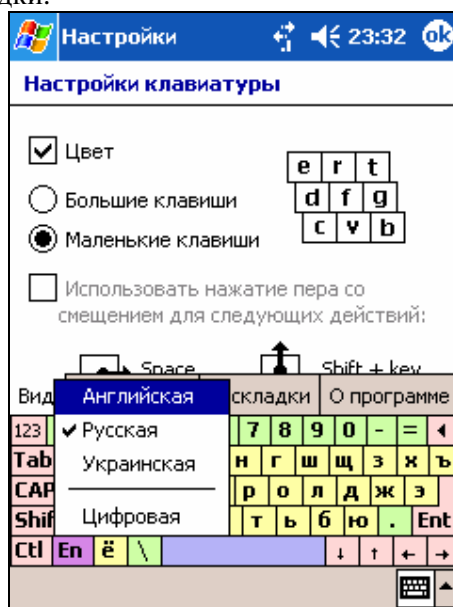 дки.
Настройки 23:32 ok
Настройки клавиатуры
Цвет
e r t
Большие клавиши
d f g
Маленькие клавиши
c v b
Использовать нажатие пера со
смещением для следующих действий:
Space Shift + key
Вид Английская складки О программе
123 Русская 7 8 9 0 - =
Tab Украинская н г ш щ з х ъ
CAP р о л д ж э
Shif Цифровая т ь б ю . Ent
Ctl En ё \ ↓ ↑ ← →